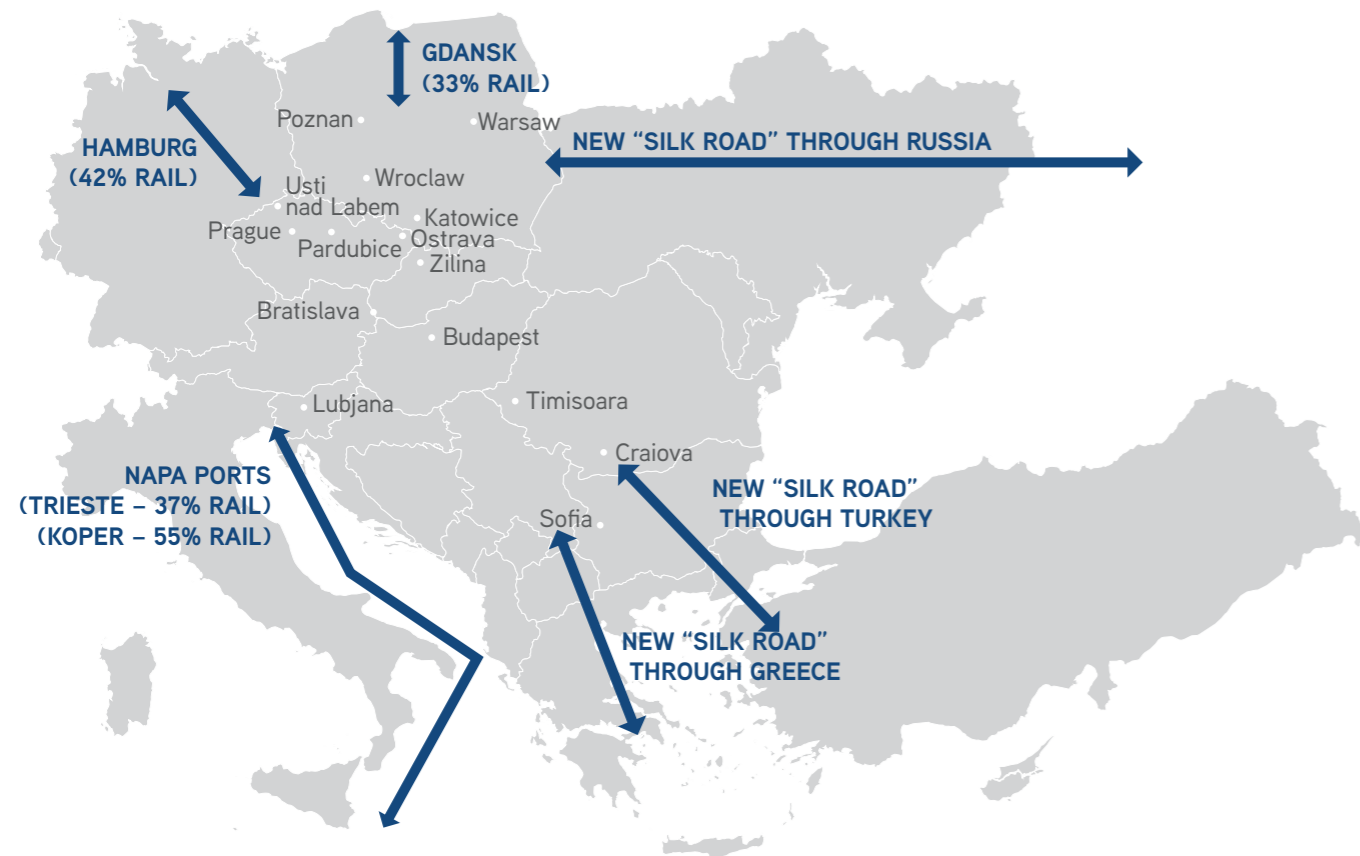 GDANSK
(33% RAIL)
Poznan
Warsaw
NEW “SILK ROAD” THROUGH RUSSIA
HAMBURG
(42% RAIL)
Wroclaw
Usti
nad Labem
Katowice
Prague
Ostrava
Pardubice
Zilina
Bratislava
Budapest
Lubjana
Timisoara
Craiova
NAPA PORTS
(TRIESTE – 37% RAIL)
(KOPER – 55% RAIL)
NEW “SILK ROAD”
THROUGH TURKEY
Sofia
NEW “SILK ROAD”
THROUGH GREECE